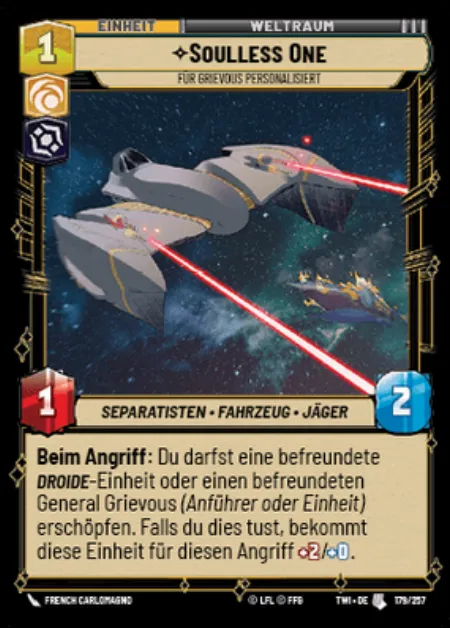 EINHEIT WELTRAUM
1 SOULLESS ONE
FÜR GRIEVOUS PERSONALISIERT
1 SEPARATISTEN • FAHRZEUG • JÄGER 2
Beim Angriff: Du darfst eine befreundete
DROIDE-Einheit oder einen befreundeten
General Grievous (Anführer oder Einheit)
erschöpfen. Falls du dies tust, bekommt
diese Einheit für diesen Angriff +2/+0.
FRENCH CARLOMAGNO © LFL © FFG TWI • DE 179/257